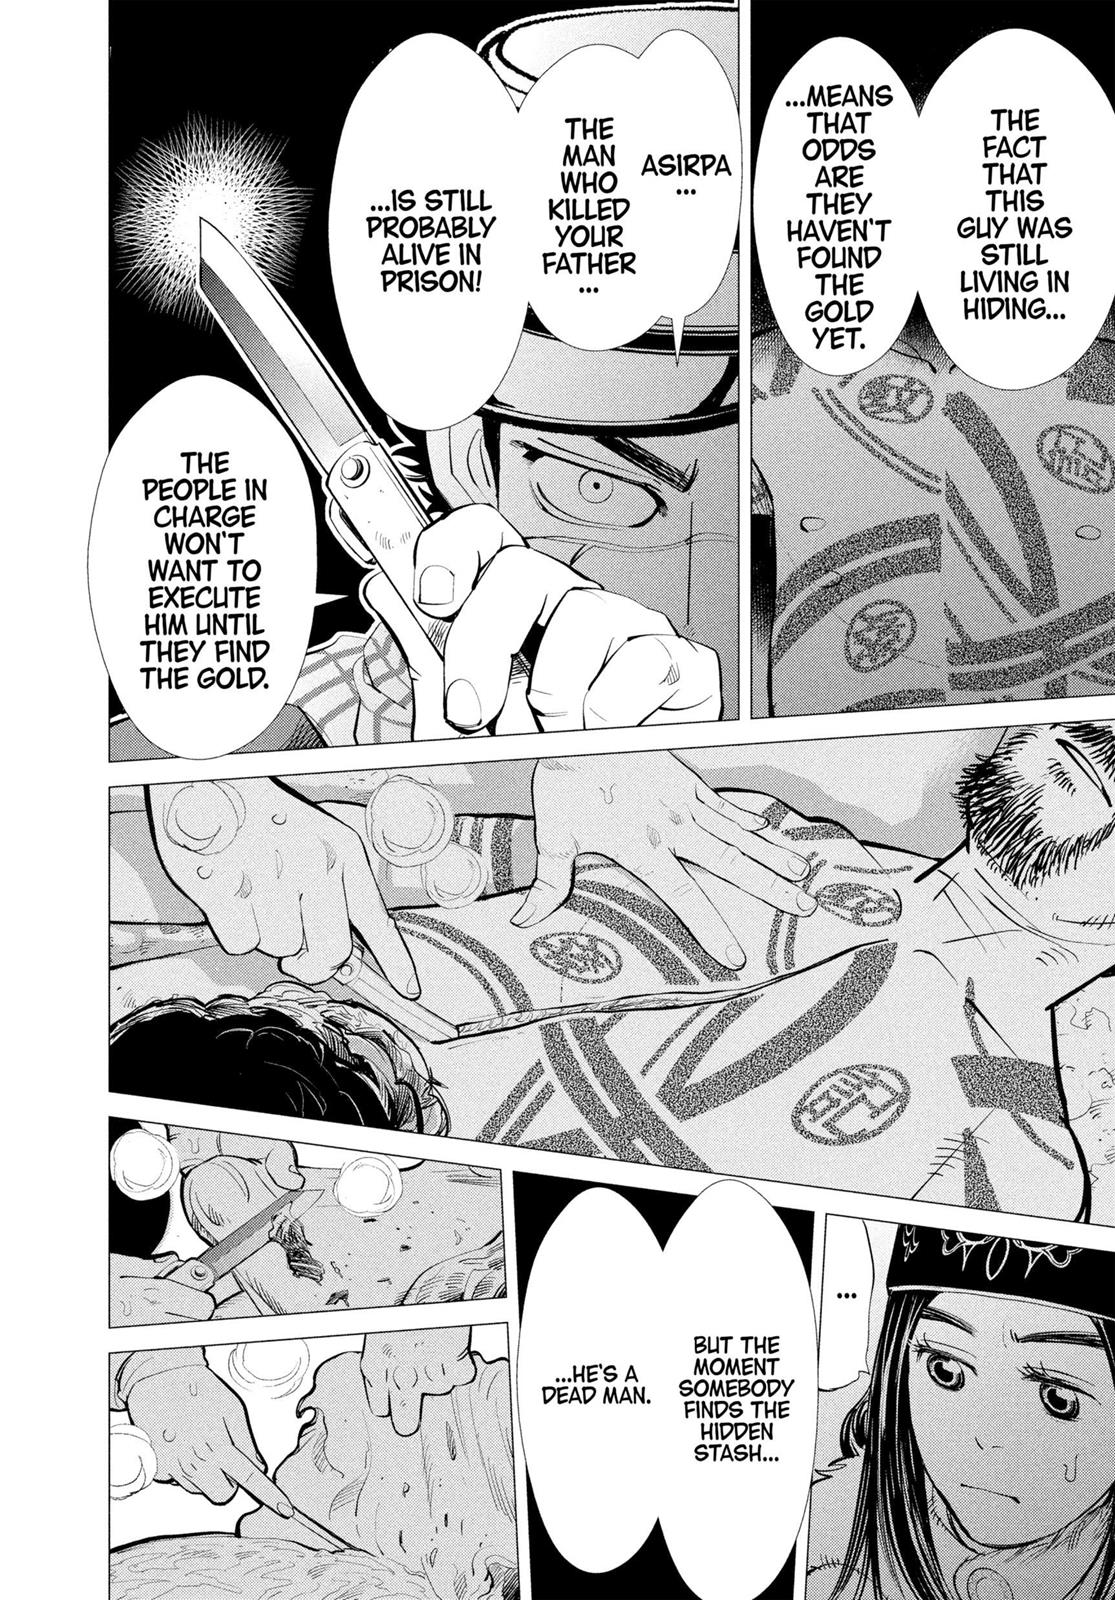 THE
FACT
THAT
THIS
GUY WAS
STILL
LIVING IN
HIDING...
...MEANS
THAT
ODDS
ARE
THEY
HAVEN'T
FOUND
THE
GOLD
YET.
ASIRPA
...
THE
MAN
WHO
KILLED
YOUR
FATHER
...
...IS STILL
PROBABLY
ALIVE IN
PRISON!
THE
PEOPLE IN
CHARGE
WON'T
WANT TO
EXECUTE
HIM UNTIL
THEY FIND
THE GOLD.
...
BUT THE
MOMENT
SOMEBODY
FINDS THE
HIDDEN
STASH...
...HE'S A
DEAD MAN.